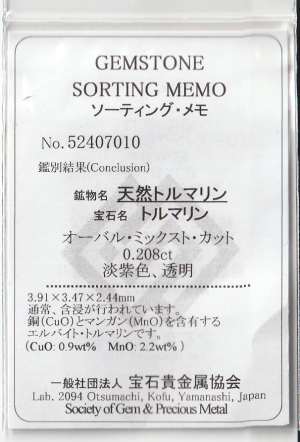 GEMSTONE
SORTING MEMO
ソーティング・メモ
No.52407010
鑑別結果(Conclusion)
鉱物名 天然トルマリン
宝石名 トルマリン
オーバル・ミックスト・カット
0.208ct
淡紫色、透明
3.91×3.47×2.44mm
通常、含浸が行われています。
銅(CuO)とマンガン(MnO)を含有する
エルバイト・トルマリンです。
(CuO: 0.9wt% MnO: 2.2wt% )
一般社団法人 宝石貴金属協会
Lab. 2094 Otsumachi, Kofu, Yamanashi, Japan
Society of Gem & Precious Metal